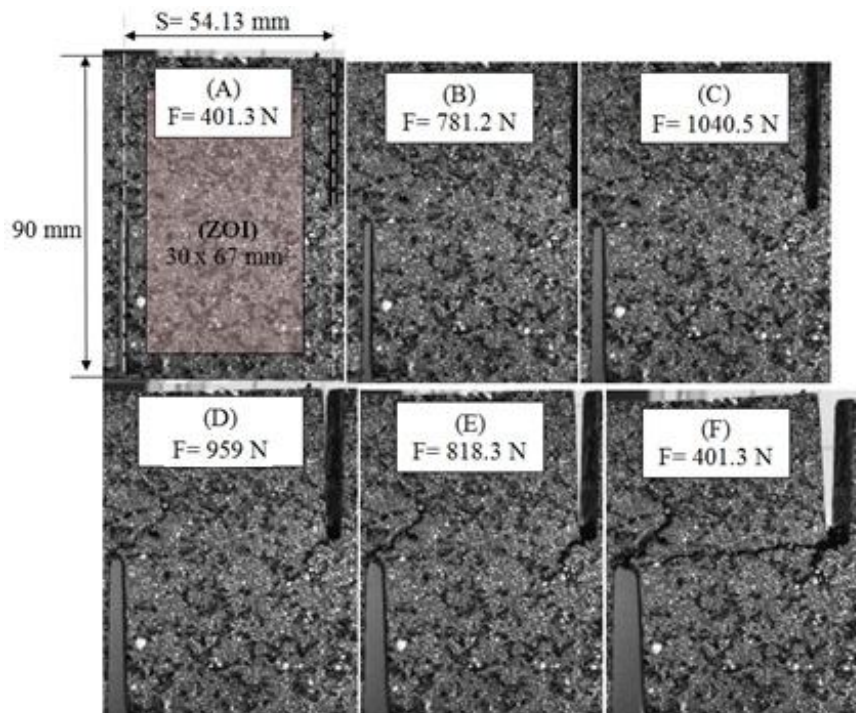 S= 54.13 mm
90 mm
(A)
F= 401.3 N
(ZOI)
30 x 67 mm²
(B)
F= 781.2 N
(C)
F= 1040.5 N
(D)
F= 959 N
(E)
F= 818.3 N
(F)
F= 401.3 N